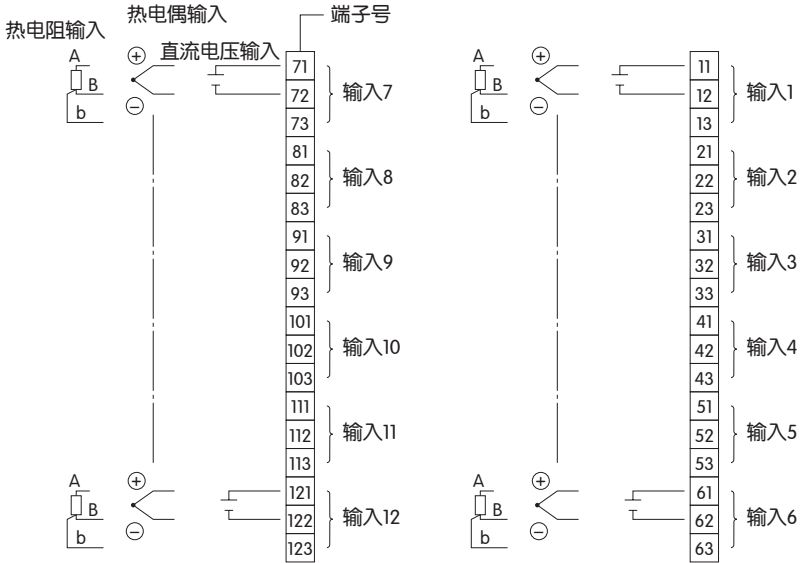 热电阻输入
热电偶输入
直流电压输入
端子号
A
B
b
+
−
71
72
73
输入7
81
82
83
输入8
91
92
93
输入9
101
102
103
输入10
111
112
113
输入11
A
B
b
+
−
121
122
123
输入12
A
B
b
+
−
11
12
13
输入1
21
22
23
输入2
31
32
33
输入3
41
42
43
输入4
51
52
53
输入5
A
B
b
+
−
61
62
63
输入6